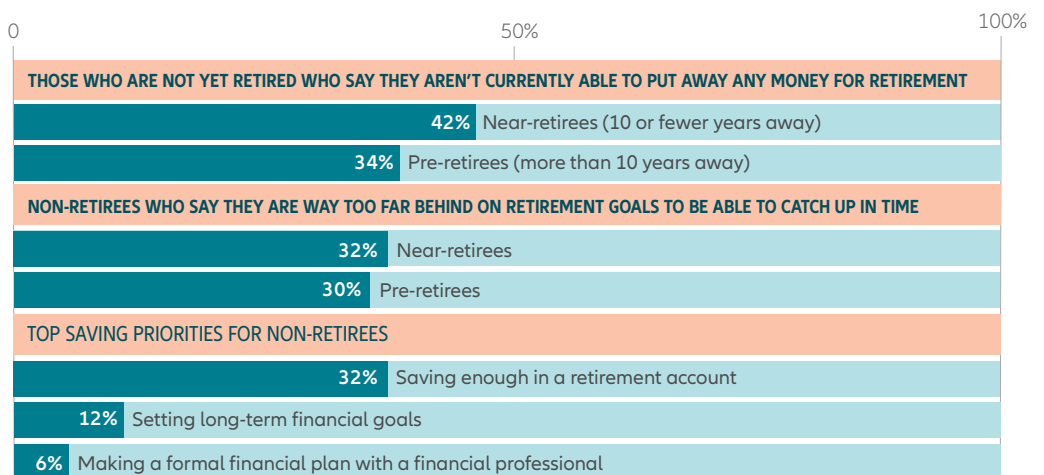 0 50% 100%
THOSE WHO ARE NOT YET RETIRED WHO SAY THEY AREN'T CURRENTLY ABLE TO PUT AWAY ANY MONEY FOR RETIREMENT
42% Near-retirees (10 or fewer years away)
34% Pre-retirees (more than 10 years away)
NON-RETIREES WHO SAY THEY ARE WAY TOO FAR BEHIND ON RETIREMENT GOALS TO BE ABLE TO CATCH UP IN TIME
32% Near-retirees
30% Pre-retirees
TOP SAVING PRIORITIES FOR NON-RETIREES
32% Saving enough in a retirement account
12% Setting long-term financial goals
6% Making a formal financial plan with a financial professional